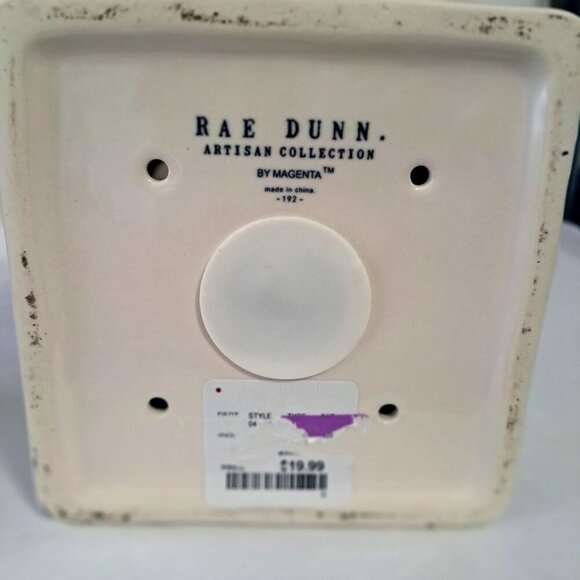 RAE DUNN.
ARTISAN COLLECTION
BY MAGENTA™
made in china.
-192-
STYLE
04
$19.99